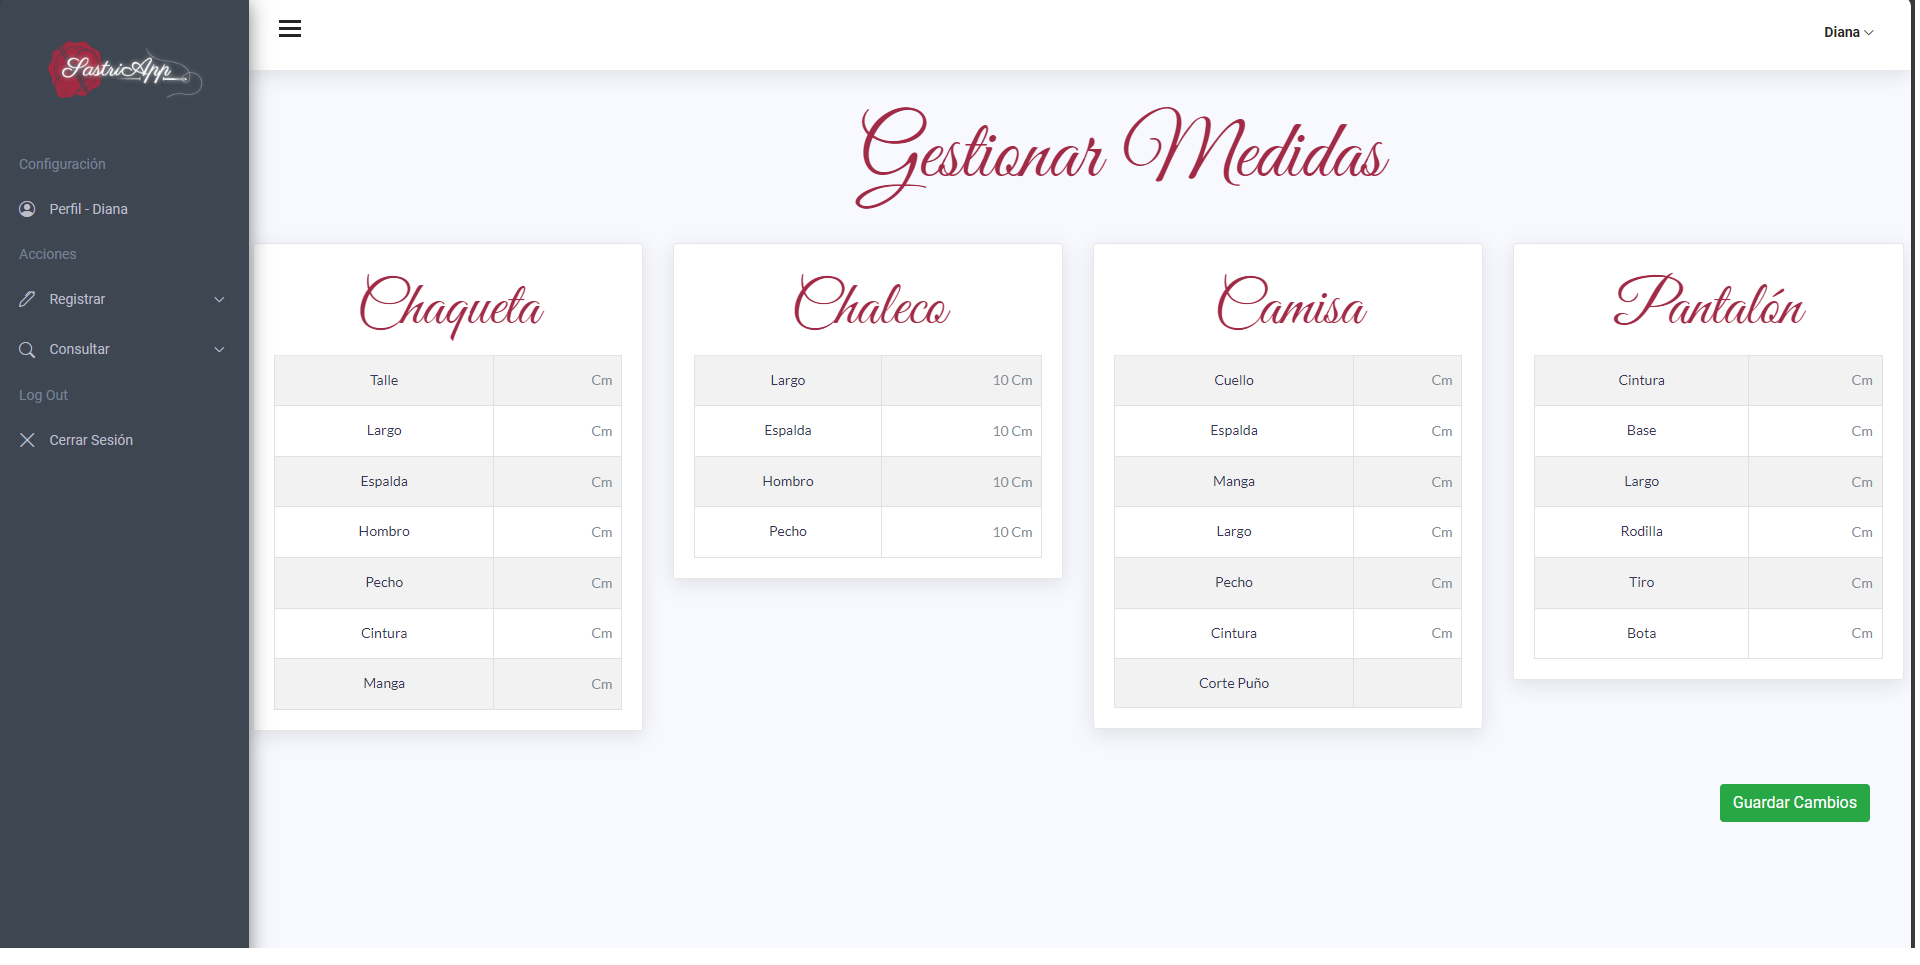 SastriApp
Diana
Configuración
Perfil - Diana
Acciones
Registrar
Consultar
Log Out
Cerrar Sesión
Gestionar Medidas
Chaqueta
Talle Cm
Largo Cm
Espalda Cm
Hombro Cm
Pecho Cm
Cintura Cm
Manga Cm
Chaleco
Largo 10 Cm
Espalda 10 Cm
Hombro 10 Cm
Pecho 10 Cm
Camisa
Cuello Cm
Espalda Cm
Manga Cm
Largo Cm
Pecho Cm
Cintura Cm
Corte Puño
Pantalón
Cintura Cm
Base Cm
Largo Cm
Rodilla Cm
Tiro Cm
Bota Cm
Guardar Cambios